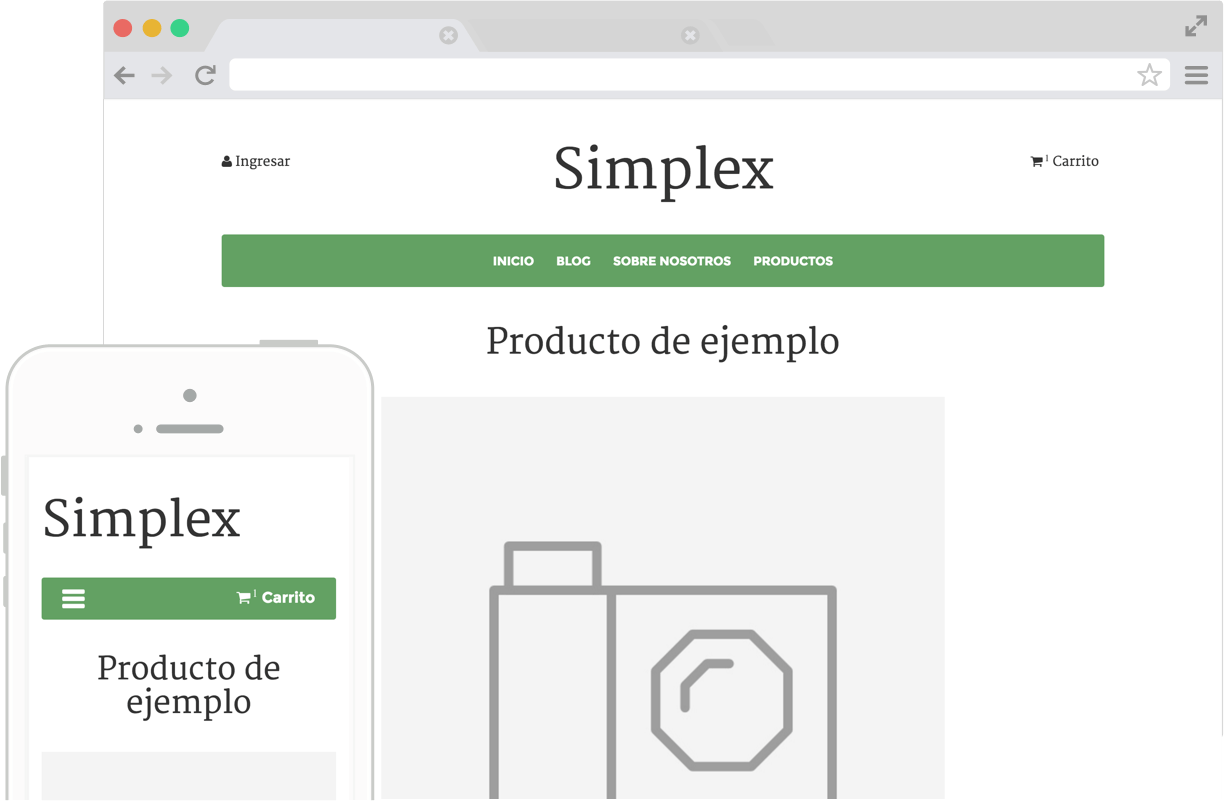 Ingresar
Simplex
1 Carrito
INICIO BLOG SOBRE NOSOTROS PRODUCTOS
Producto de ejemplo
Simplex
1 Carrito
Producto de
ejemplo